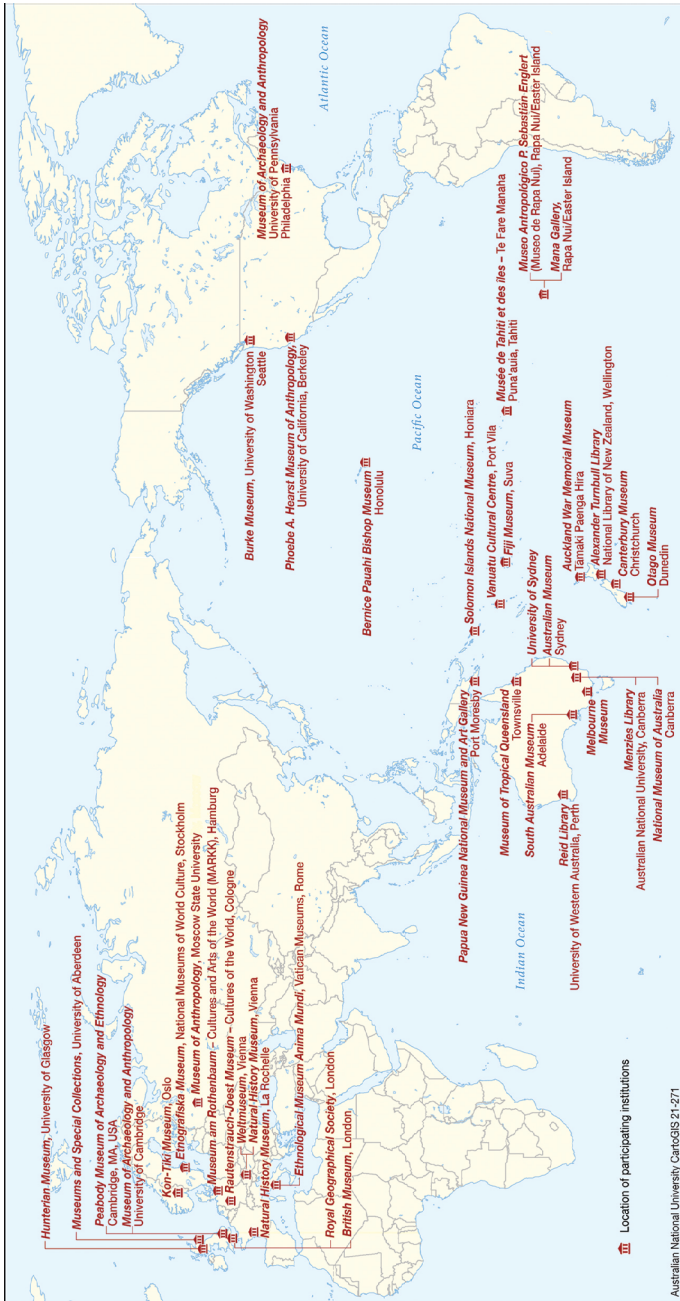 Hunterian Museum, University of Glasgow
Museums and Special Collections, University of Aberdeen
Peabody Museum of Archaeology and Ethnology
Cambridge, MA, USA
Museum of Archaeology and Anthropology
University of Cambridge
Kon-Tiki Museum, Oslo
Etnografiska Museum, National Museums of World Culture, Stockholm
Museum of Anthropology, Moscow State University
Museum am Rothenbaum – Cultures and Arts of the World (MARKK), Hamburg
Rautenstrauch-Joest Museum – Cultures of the World, Cologne
Weltmuseum, Vienna
Natural History Museum, Vienna
Natural History Museum, La Rochelle
Ethnological Museum Anima Mundi, Vatican Museums, Rome
Royal Geographical Society, London
British Museum, London
Burke Museum, University of Washington
Seattle
Phoebe A. Hearst Museum of Anthropology,
University of California, Berkeley
Museum of Archaeology and Anthropology
University of Pennsylvania
Philadelphia
Atlantic Ocean
Bernice Pauahi Bishop Museum
Honolulu
Pacific Ocean
Papua New Guinea National Museum and Art Gallery
Port Moresby
Solomon Islands National Museum, Honiara
Vanuatu Cultural Centre, Port Vila
Fiji Museum, Suva
Musée de Tahiti et des îles – Te Fare Manaha
Puna'auia, Tahiti
Museo Antropológico P. Sebastián Englert
(Museo de Rapa Nui), Rapa Nui/Easter Island
Mana Gallery,
Rapa Nui/Easter Island
Indian Ocean
Museum of Tropical Queensland
Townsville
South Australian Museum
Adelaide
Reid Library
University of Western Australia, Perth
University of Sydney
Australian Museum
Sydney
Melbourne
Museum
Menzies Library
Australian National University, Canberra
National Museum of Australia
Canberra
Auckland War Memorial Museum
Tāmaki Paenga Hira
Alexander Turnbull Library
National Library of New Zealand, Wellington
Canterbury Museum
Christchurch
Otago Museum
Dunedin
Location of participating institutions
Australian National University CartoGIS 21-271